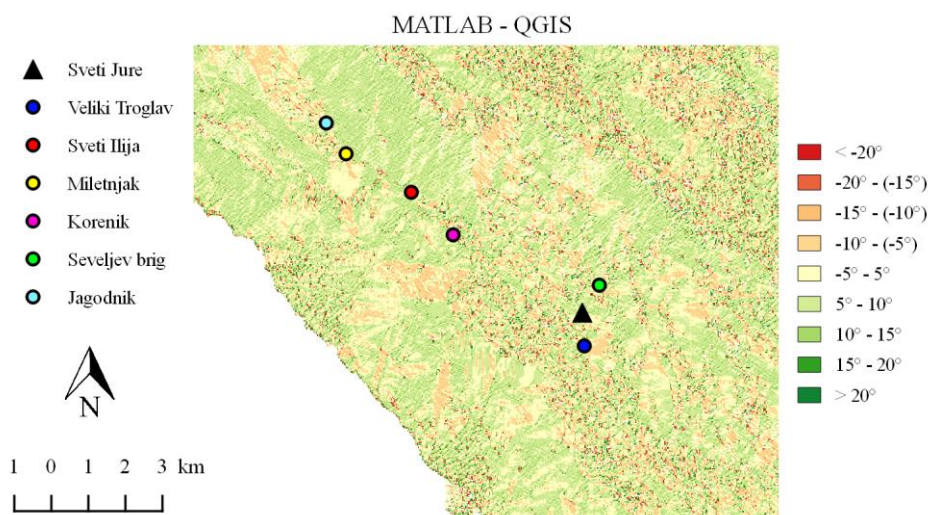 MATLAB - QGIS
Sveti Jure
Veliki Troglav
Sveti Ilija
Miletnjak
Korenik
Seveljev brig
Jagodnik
N
1 0 1 2 3 km
< -20°
-20° - (-15°)
-15° - (-10°)
-10° - (-5°)
-5° - 5°
5° - 10°
10° - 15°
15° - 20°
> 20°